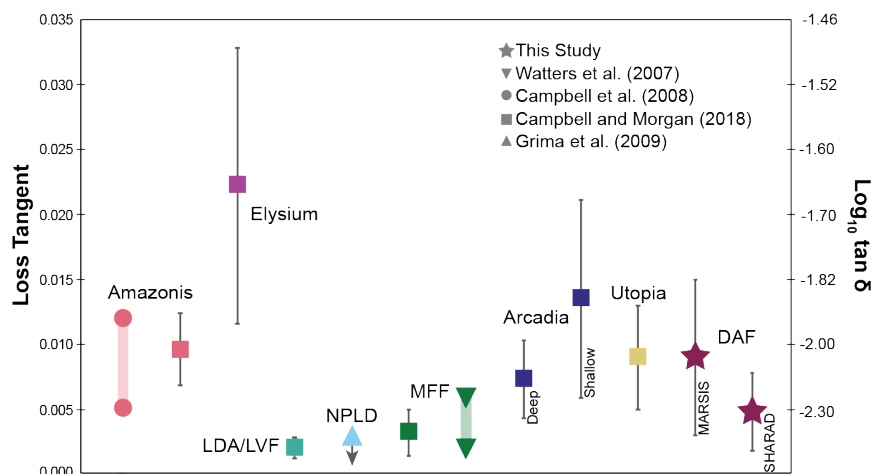 0.035
0.030
0.025
0.020
0.015
0.010
0.005
0.000
Loss Tangent
-1.46
-1.52
-1.60
-1.70
-1.82
-2.00
-2.30
Log10 tan δ
This Study
Watters et al. (2007)
Campbell et al. (2008)
Campbell and Morgan (2018)
Grima et al. (2009)
Elysium
Amazonis
LDA/LVF
NPLD
MFF
Arcadia
Deep
Shallow
Utopia
DAF
MARSIS
SHARAD